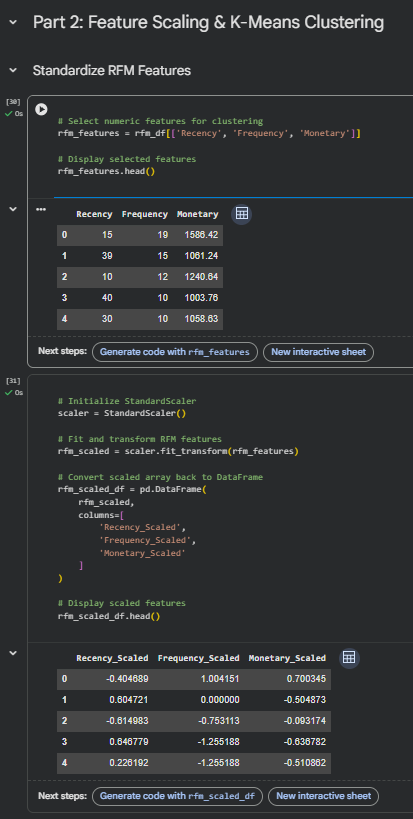 Part 2: Feature Scaling & K-Means Clustering
Standardize RFM Features
[30]
0s
# Select numeric features for clustering
rfm_features = rfm_df[['Recency', 'Frequency', 'Monetary']]
# Display selected features
rfm_features.head()
Recency Frequency Monetary
0 15 19 1586.42
1 39 15 1061.24
2 10 12 1240.64
3 40 10 1003.76
4 30 10 1058.63
Next steps: Generate code with rfm_features New interactive sheet
[31]
0s
# Initialize StandardScaler
scaler = StandardScaler()
# Fit and transform RFM features
rfm_scaled = scaler.fit_transform(rfm_features)
# Convert scaled array back to DataFrame
rfm_scaled_df = pd.DataFrame(
rfm_scaled,
columns=[
'Recency_Scaled',
'Frequency_Scaled',
'Monetary_Scaled'
]
)
# Display scaled features
rfm_scaled_df.head()
Recency_Scaled Frequency_Scaled Monetary_Scaled
0 -0.404689 1.004151 0.700345
1 0.604721 0.000000 -0.504873
2 -0.614983 -0.753113 -0.093174
3 0.646779 -1.255188 -0.636782
4 0.226192 -1.255188 -0.510862
Next steps: Generate code with rfm_scaled_df New interactive sheet